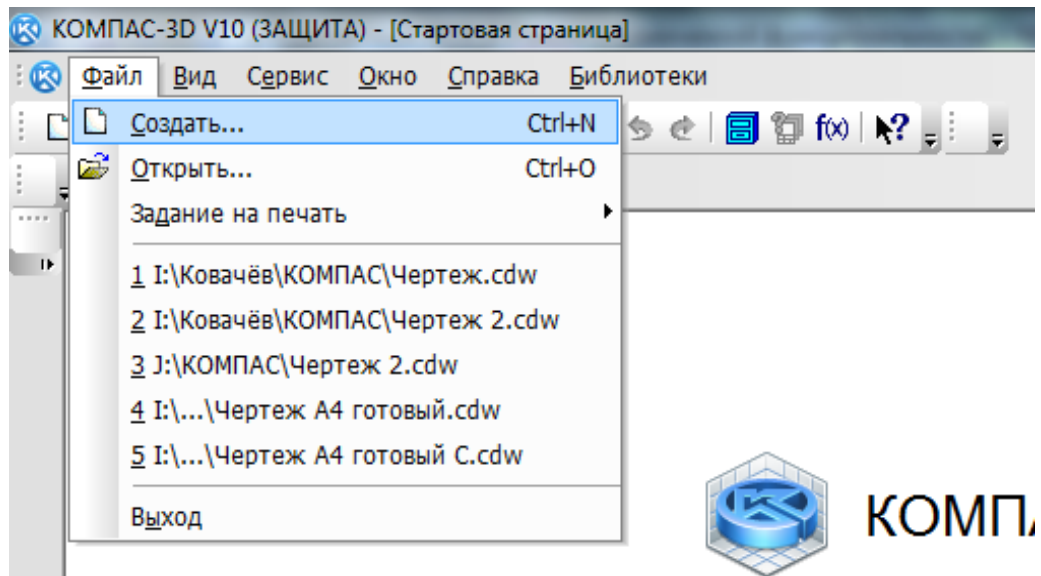 КОМПАС-3D V10 (ЗАЩИТА) - [Стартовая страница]
Файл Вид Сервис Окно Справка Библиотеки
Создать... Ctrl+N
f(x) ?
Открыть... Ctrl+O
Задание на печать
1 I:\Ковачёв\КОМПАС\Чертеж.cdw
2 I:\Ковачёв\КОМПАС\Чертеж 2.cdw
3 J:\КОМПАС\Чертеж 2.cdw
4 I:\...\Чертеж А4 готовый.cdw
5 I:\...\Чертеж А4 готовый С.cdw
Выход
КОМПА